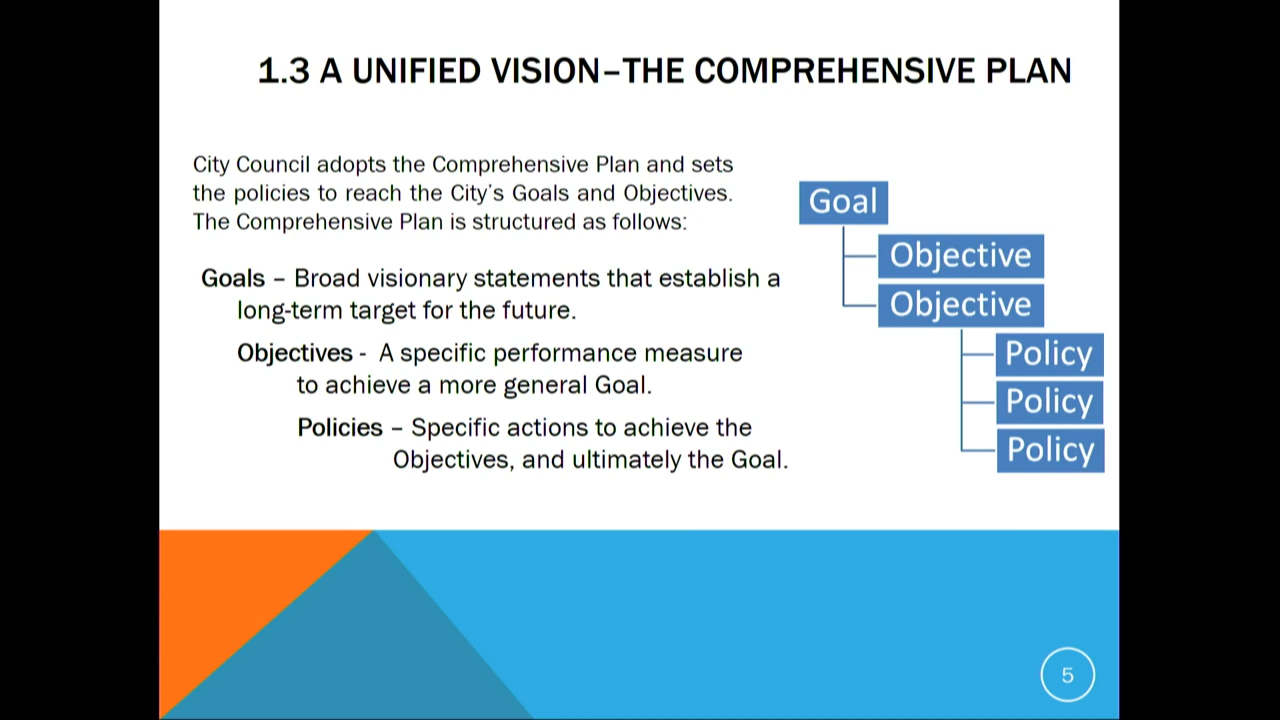 1.3 A UNIFIED VISION–THE COMPREHENSIVE PLAN
City Council adopts the Comprehensive Plan and sets
the policies to reach the City's Goals and Objectives.
The Comprehensive Plan is structured as follows:
Goals – Broad visionary statements that establish a
long-term target for the future.
Objectives - A specific performance measure
to achieve a more general Goal.
Policies – Specific actions to achieve the
Objectives, and ultimately the Goal.
Goal
Objective
Objective
Policy
Policy
Policy
5